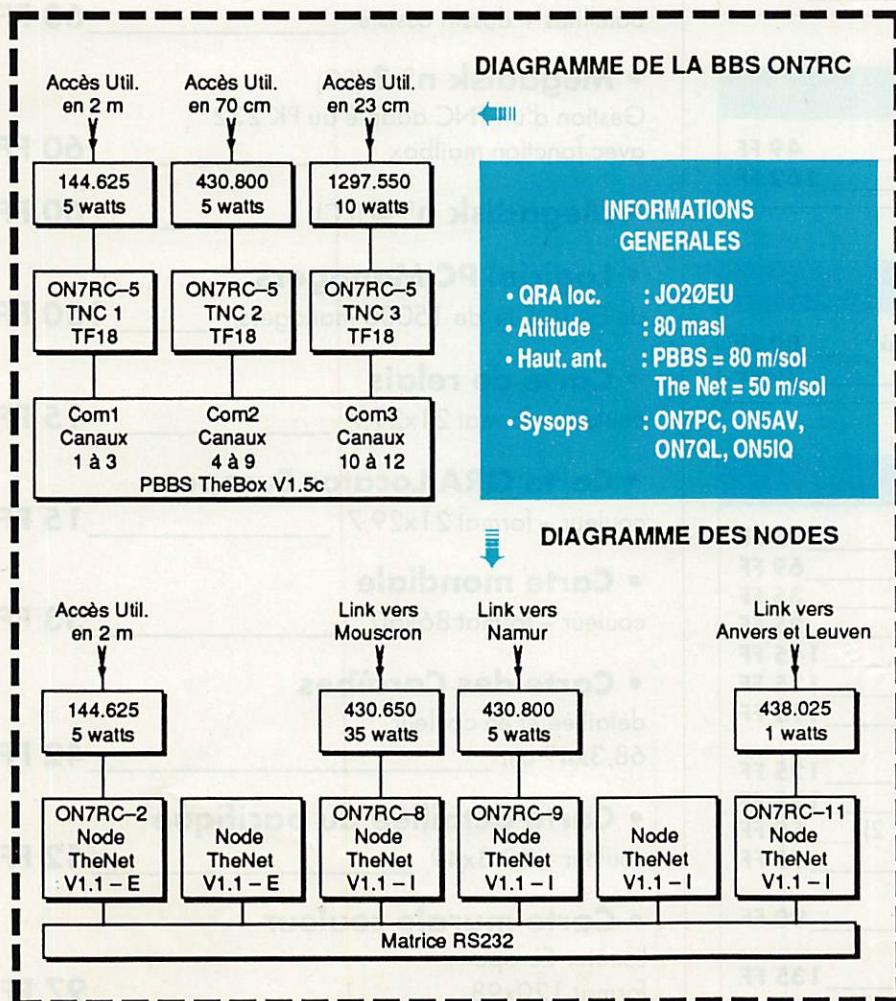 DIAGRAMME DE LA BBS ON7RC
Accès Util.
en 2 m
Accès Util.
en 70 cm
Accès Util.
en 23 cm
144.625
5 watts
430.800
5 watts
1297.550
10 watts
ON7RC–5
TNC 1
TF18
ON7RC–5
TNC 2
TF18
ON7RC–5
TNC 3
TF18
Com1
Canaux
1 à 3
Com2
Canaux
4 à 9
Com3
Canaux
10 à 12
PBBS TheBox V1.5c
INFORMATIONS
GENERALES
• QRA loc. : JO2ØEU
• Altitude : 80 masl
• Haut. ant. : PBBS = 80 m/sol
The Net = 50 m/sol
• Sysops : ON7PC, ON5AV,
ON7QL, ON5IQ
DIAGRAMME DES NODES
Accès Util.
en 2 m
Link vers
Mouscron
Link vers
Namur
Link vers
Anvers et Leuven
144.625
5 watts
430.650
35 watts
430.800
5 watts
438.025
1 watts
ON7RC–2
Node
TheNet
V1.1 – E
Node
TheNet
V1.1 – E
ON7RC–8
Node
TheNet
V1.1 – I
ON7RC–9
Node
TheNet
V1.1 – I
Node
TheNet
V1.1 – I
ON7RC–11
Node
TheNet
V1.1 – I
Matrice RS232